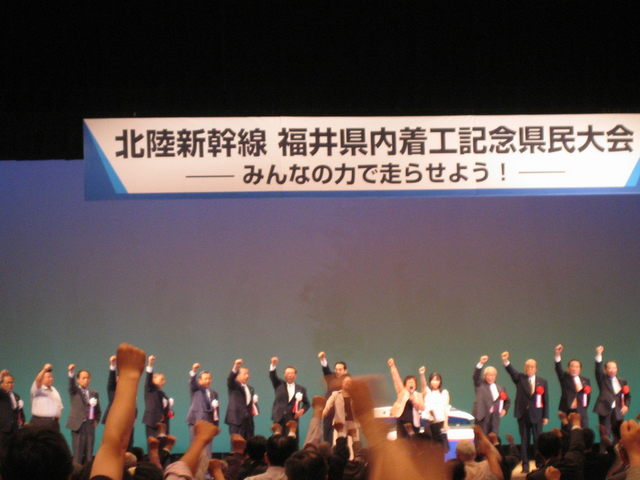 北陸新幹線 福井県内着工記念県民大会
みんなの力で走らせよう！